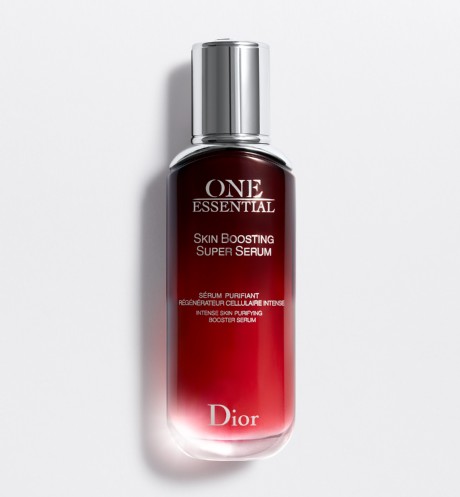 ONE
ESSENTIAL
SKIN BOOSTING
SUPER SERUM
SÉRUM PURIFIANT
RÉGÉNÉRATEUR CELLULAIRE INTENSE
INTENSE SKIN PURIFYING
BOOSTER SERUM
Dior